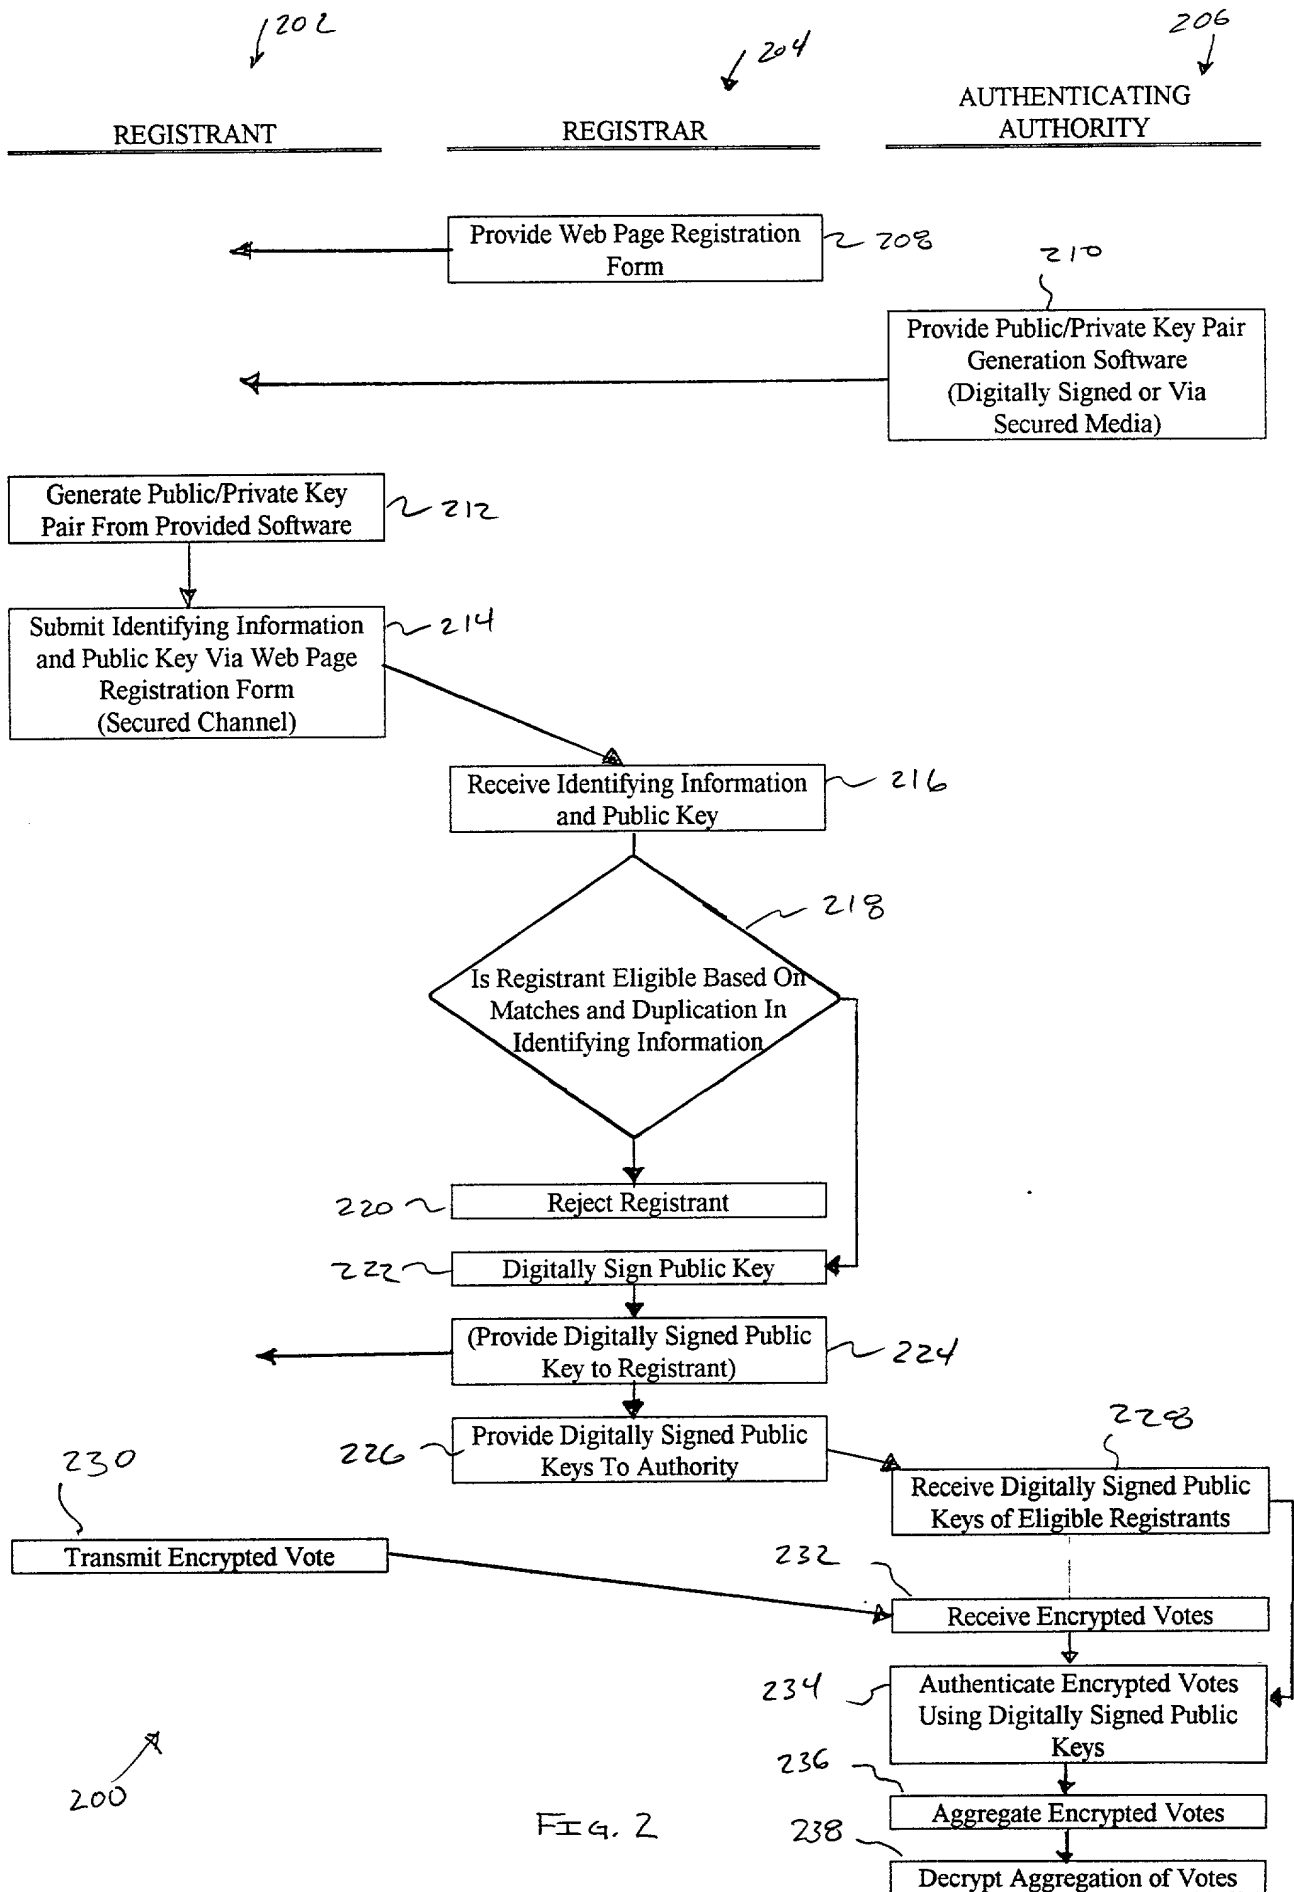 202
204
206
REGISTRANT
REGISTRAR
AUTHENTICATING
AUTHORITY
Provide Web Page Registration
Form
208
210
Provide Public/Private Key Pair
Generation Software
(Digitally Signed or Via
Secured Media)
Generate Public/Private Key
Pair From Provided Software
212
Submit Identifying Information
and Public Key Via Web Page
Registration Form
(Secured Channel)
214
Receive Identifying Information
and Public Key
216
218
Is Registrant Eligible Based On
Matches and Duplication In
Identifying Information
220
Reject Registrant
222
Digitally Sign Public Key
(Provide Digitally Signed Public
Key to Registrant)
224
226
Provide Digitally Signed Public
Keys To Authority
228
Receive Digitally Signed Public
Keys of Eligible Registrants
230
Transmit Encrypted Vote
232
Receive Encrypted Votes
234
Authenticate Encrypted Votes
Using Digitally Signed Public
Keys
236
Aggregate Encrypted Votes
238
Decrypt Aggregation of Votes
200
FIG. 2